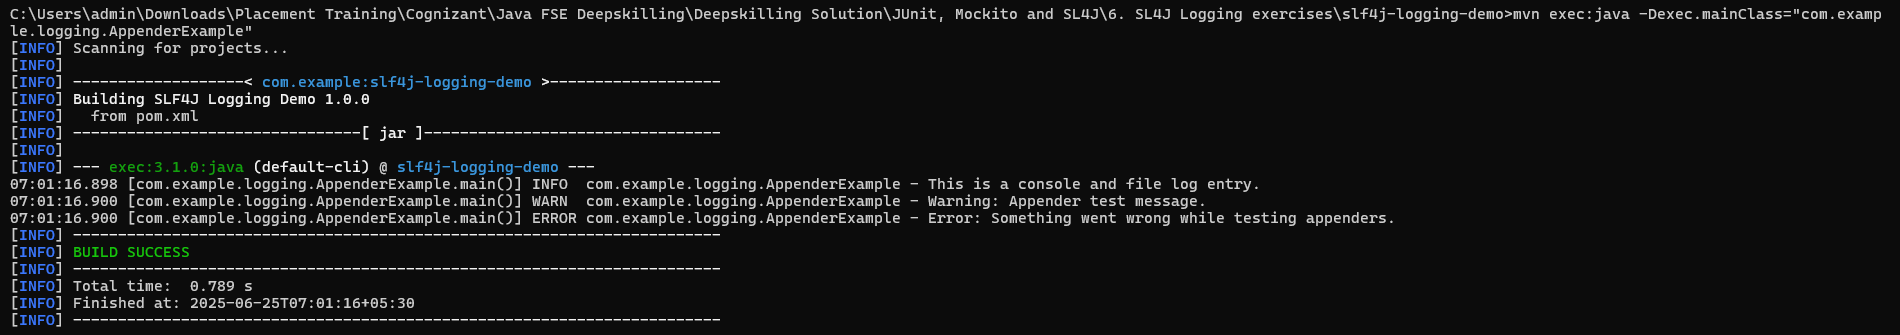 C:\Users\admin\Downloads\Placement Training\Cognizant\Java FSE Deepskilling\Deepskilling Solution\JUnit, Mockito and SL4J\6. SL4J Logging exercises\slf4j-logging-demo>mvn exec:java -Dexec.mainClass="com.examp
le.logging.AppenderExample"
[INFO] Scanning for projects...
[INFO]
[INFO] -------------------< com.example:slf4j-logging-demo >-------------------
[INFO] Building SLF4J Logging Demo 1.0.0
[INFO]   from pom.xml
[INFO] --------------------------------[ jar ]---------------------------------
[INFO]
[INFO] --- exec:3.1.0:java (default-cli) @ slf4j-logging-demo ---
07:01:16.898 [com.example.logging.AppenderExample.main()] INFO  com.example.logging.AppenderExample - This is a console and file log entry.
07:01:16.900 [com.example.logging.AppenderExample.main()] WARN  com.example.logging.AppenderExample - Warning: Appender test message.
07:01:16.900 [com.example.logging.AppenderExample.main()] ERROR com.example.logging.AppenderExample - Error: Something went wrong while testing appenders.
[INFO] ------------------------------------------------------------------------
[INFO] BUILD SUCCESS
[INFO] ------------------------------------------------------------------------
[INFO] Total time:  0.789 s
[INFO] Finished at: 2025-06-25T07:01:16+05:30
[INFO] ------------------------------------------------------------------------